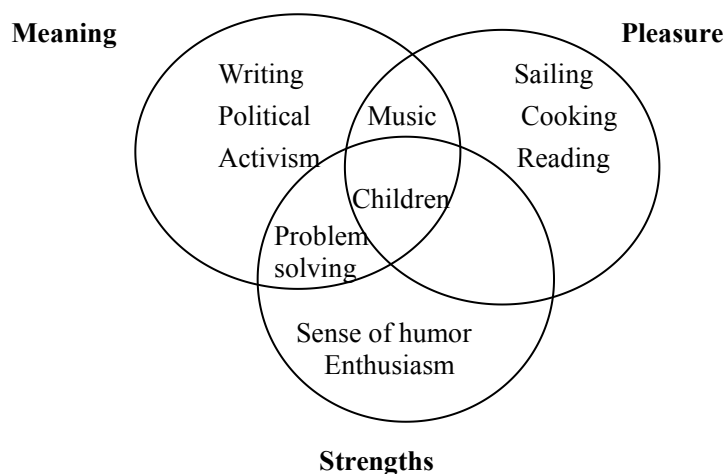 Meaning
Pleasure
Writing
Political
Activism
Music
Sailing
Cooking
Reading
Children
Problem
solving
Sense of humor
Enthusiasm
Strengths